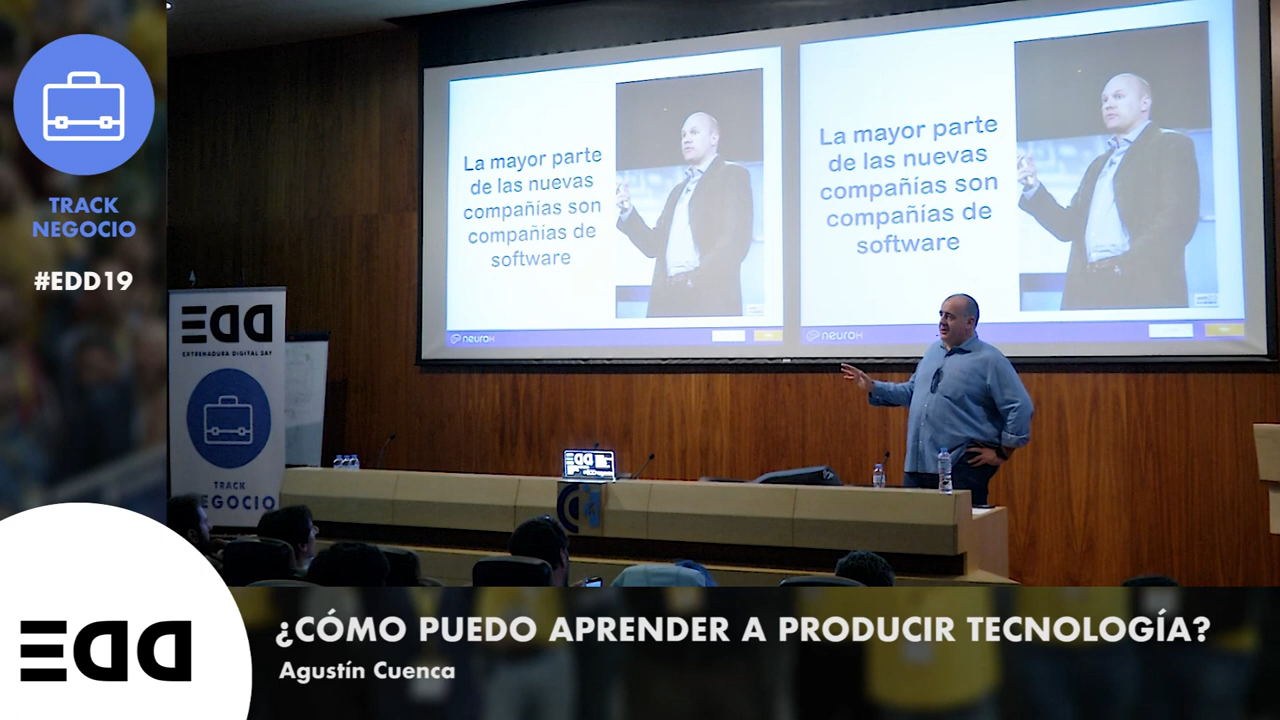 TRACK
NEGOCIO
#EDD19
EDD
EXTREMADURA DIGITAL DAY
TRACK
NEGOCIO
La mayor parte
de las nuevas
compañías son
compañías de
software
neurok
La mayor parte
de las nuevas
compañías son
compañías de
software
neurok
EDD
¿CÓMO PUEDO APRENDER A PRODUCIR TECNOLOGÍA?
Agustín Cuenca